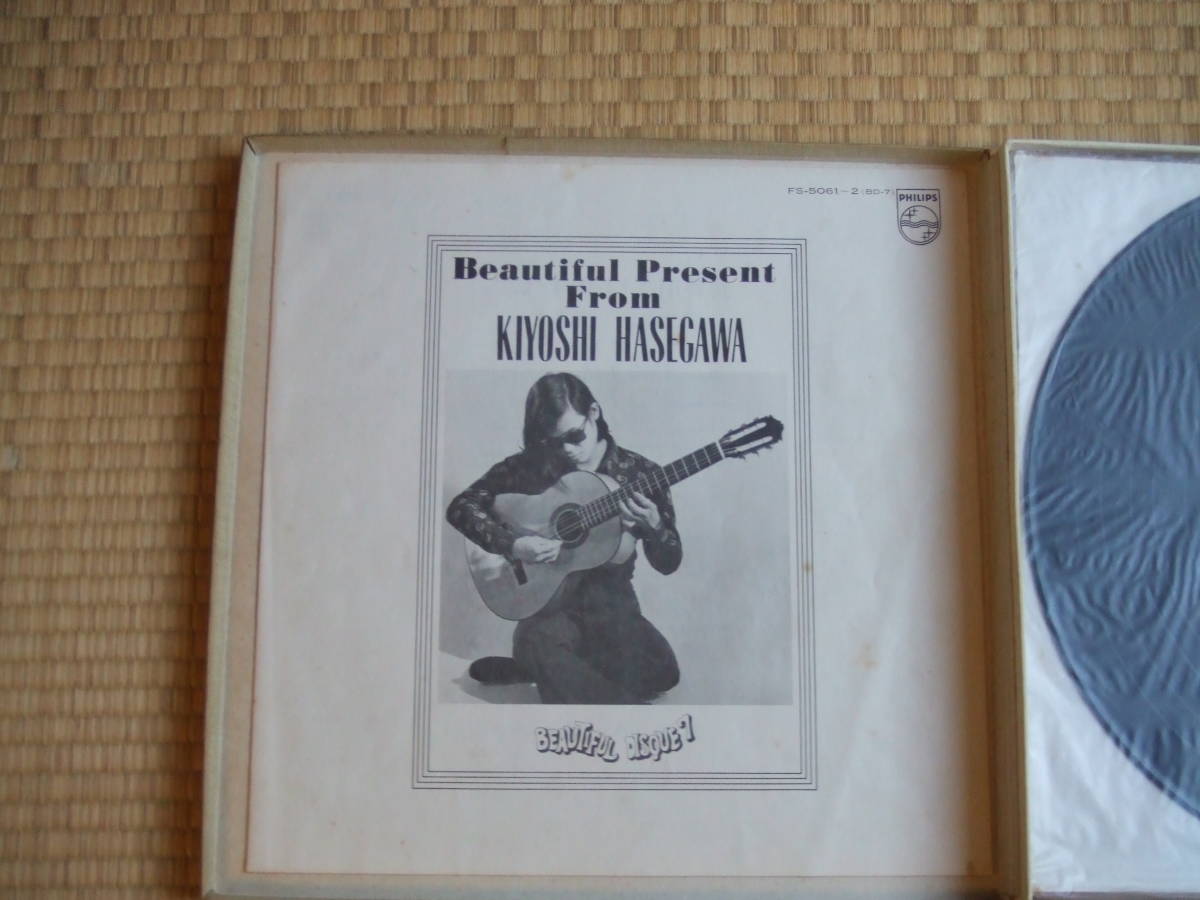 FS-5061~2 (BD-7)
PHILIPS
Beautiful Present
From
KIYOSHI HASEGAWA
BEAUTIFUL DISQUE 7